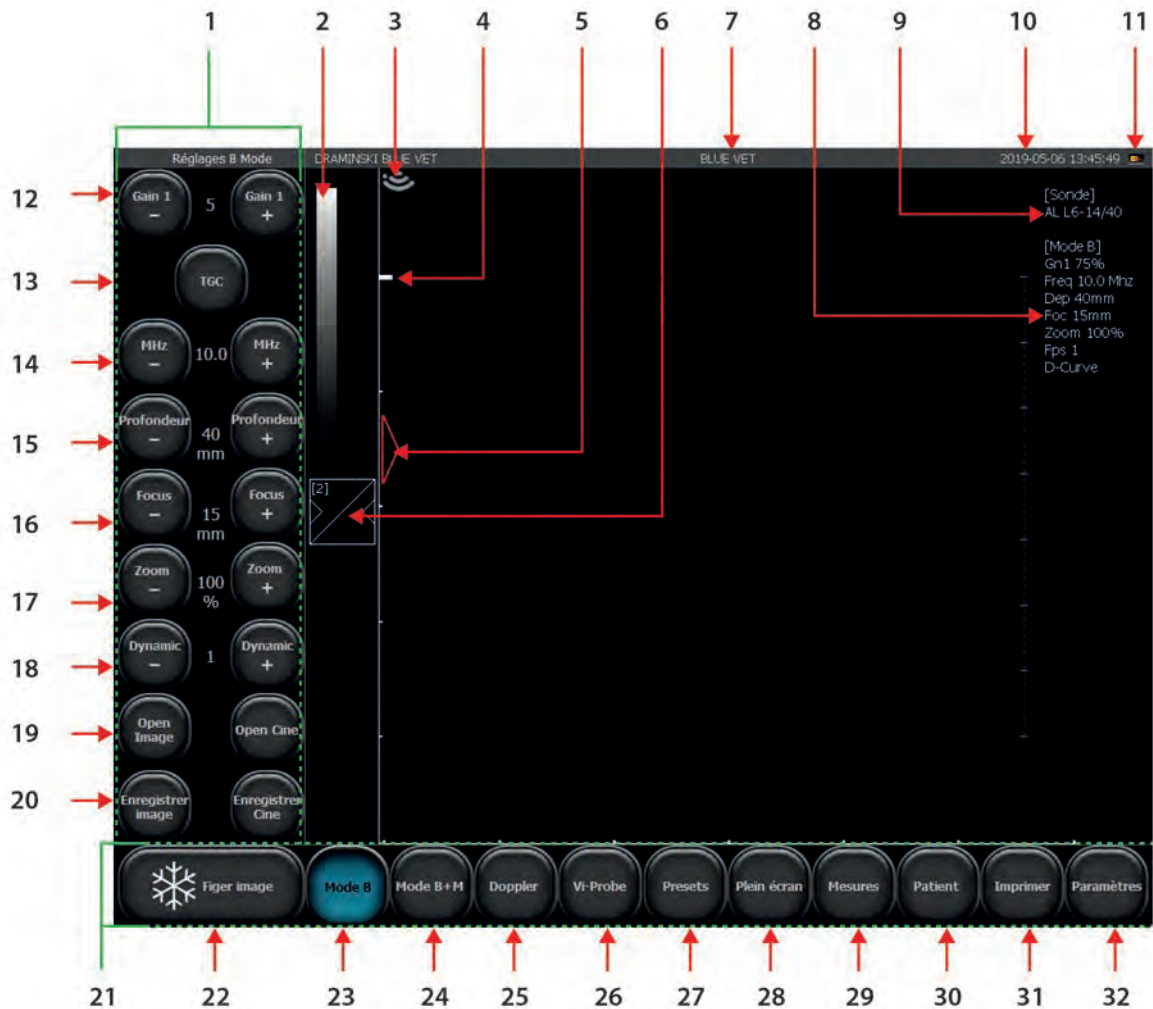 1 2 3 4 5 6 7 8 9 10 11
Réglages B Mode DRAMINSKI BLUE VET BLUE VET 2019-05-06 13:45:49
12 Gain 1 - 5 Gain 1 +
[Sonde]
AL L6-14/40
[Mode B]
Gn1 75%
Freq 10.0 Mhz
Dep 40mm
Foc 15mm
Zoom 100%
Fps 1
D-Curve
13 TGC
14 MHz - 10.0 MHz +
15 Profondeur - 40 mm Profondeur +
16 Focus - 15 mm Focus +
[2]
17 Zoom - 100 % Zoom +
18 Dynamic - 1 Dynamic +
19 Open Image Open Cine
20 Enregistrer image Enregistrer Cine
Figer image Mode B Mode B+M Doppler Vi-Probe Presets Plein écran Mesures Patient Imprimer Paramètres
21 22 23 24 25 26 27 28 29 30 31 32